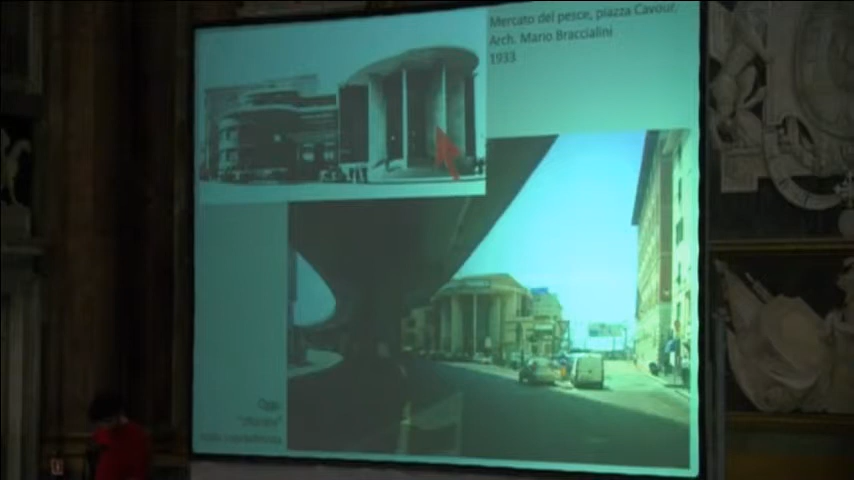 Mercato del pesce, piazza Cavour,
Arch. Mario Braccialini
1933
Oggi